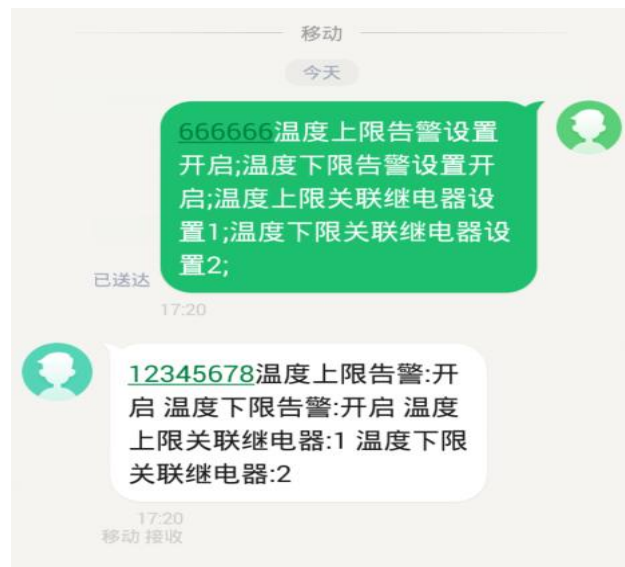 移动
今天
666666温度上限告警设置
开启;温度下限告警设置开
启;温度上限关联继电器设
置1;温度下限关联继电器设
置2;
已送达
17:20
12345678温度上限告警:开
启 温度下限告警:开启 温度
上限关联继电器:1 温度下限
关联继电器:2
17:20
移动 接收